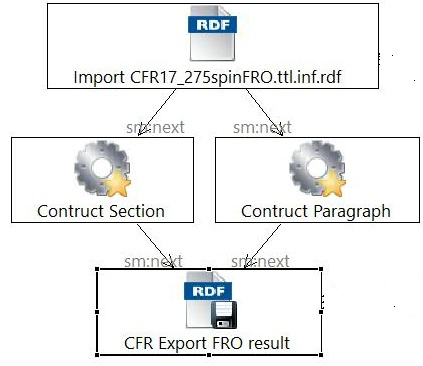 RDF
Import CFR17_275spinFRO.ttl.inf.rdf
sm:next sm:next
Contruct Section
Contruct Paragraph
sm:next sm:next
RDF
CFR Export FRO result